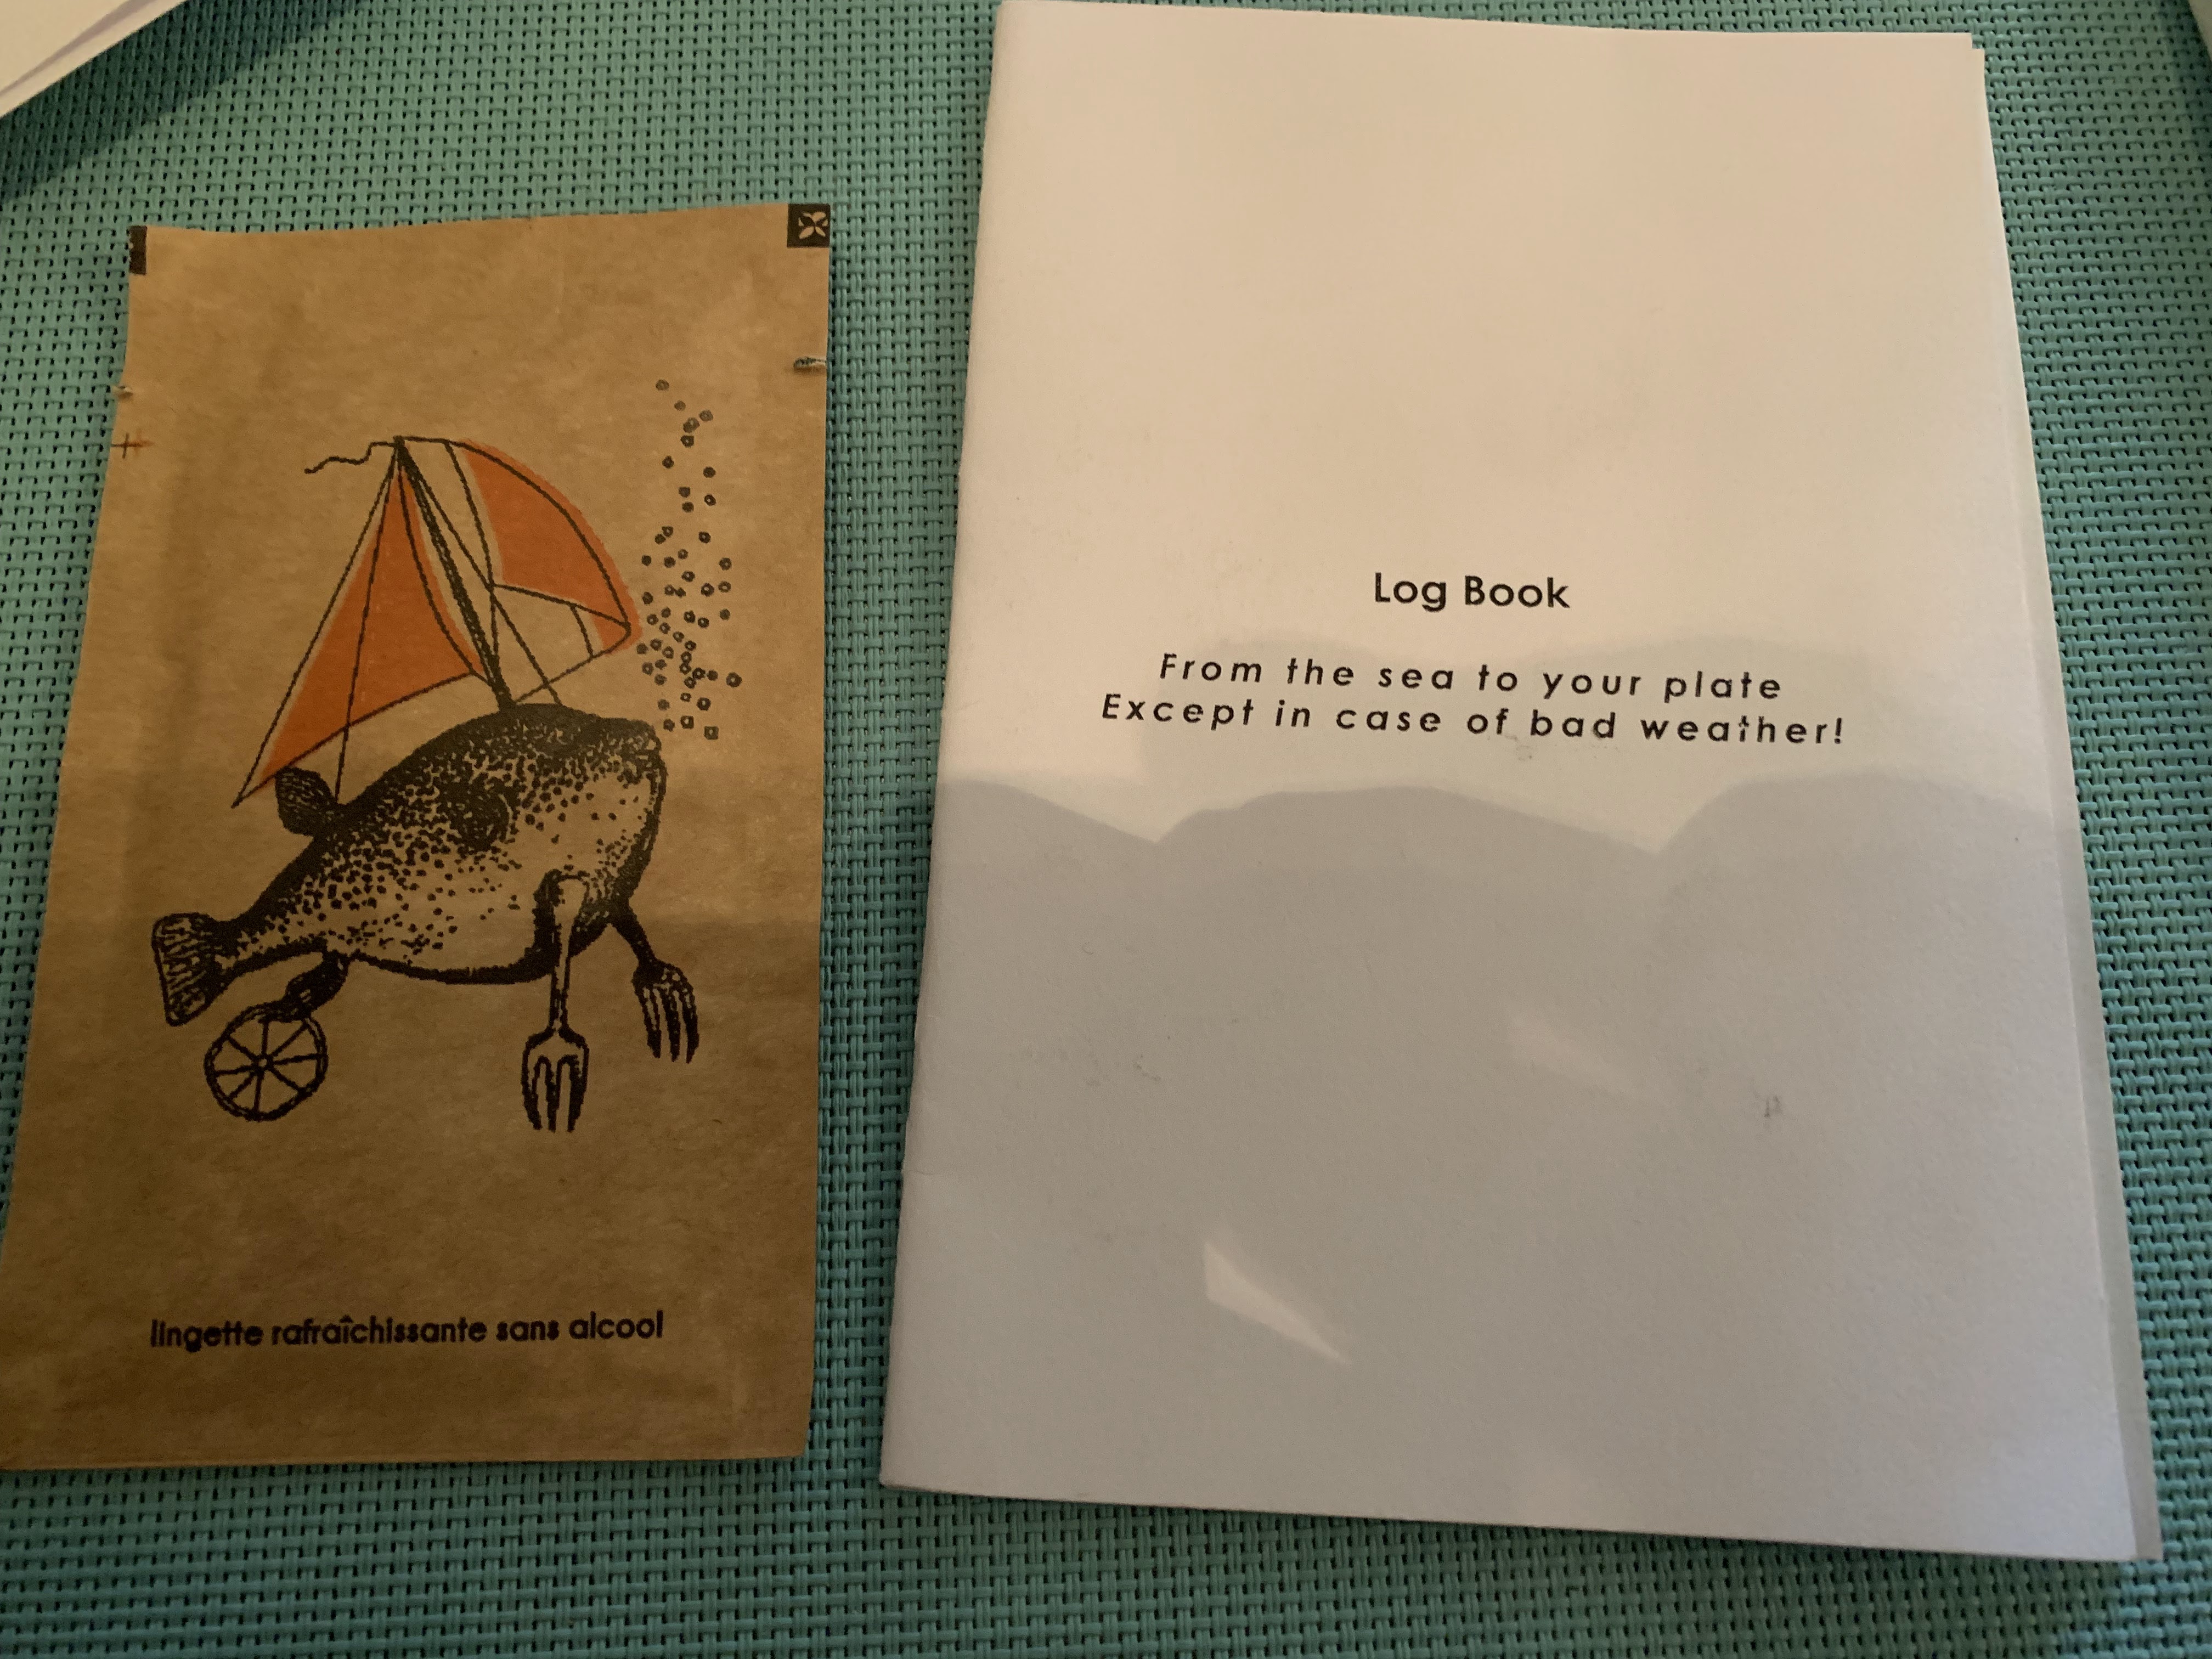 lingette rafraîchissante sans alcool
Log Book
From the sea to your plate
Except in case of bad weather!